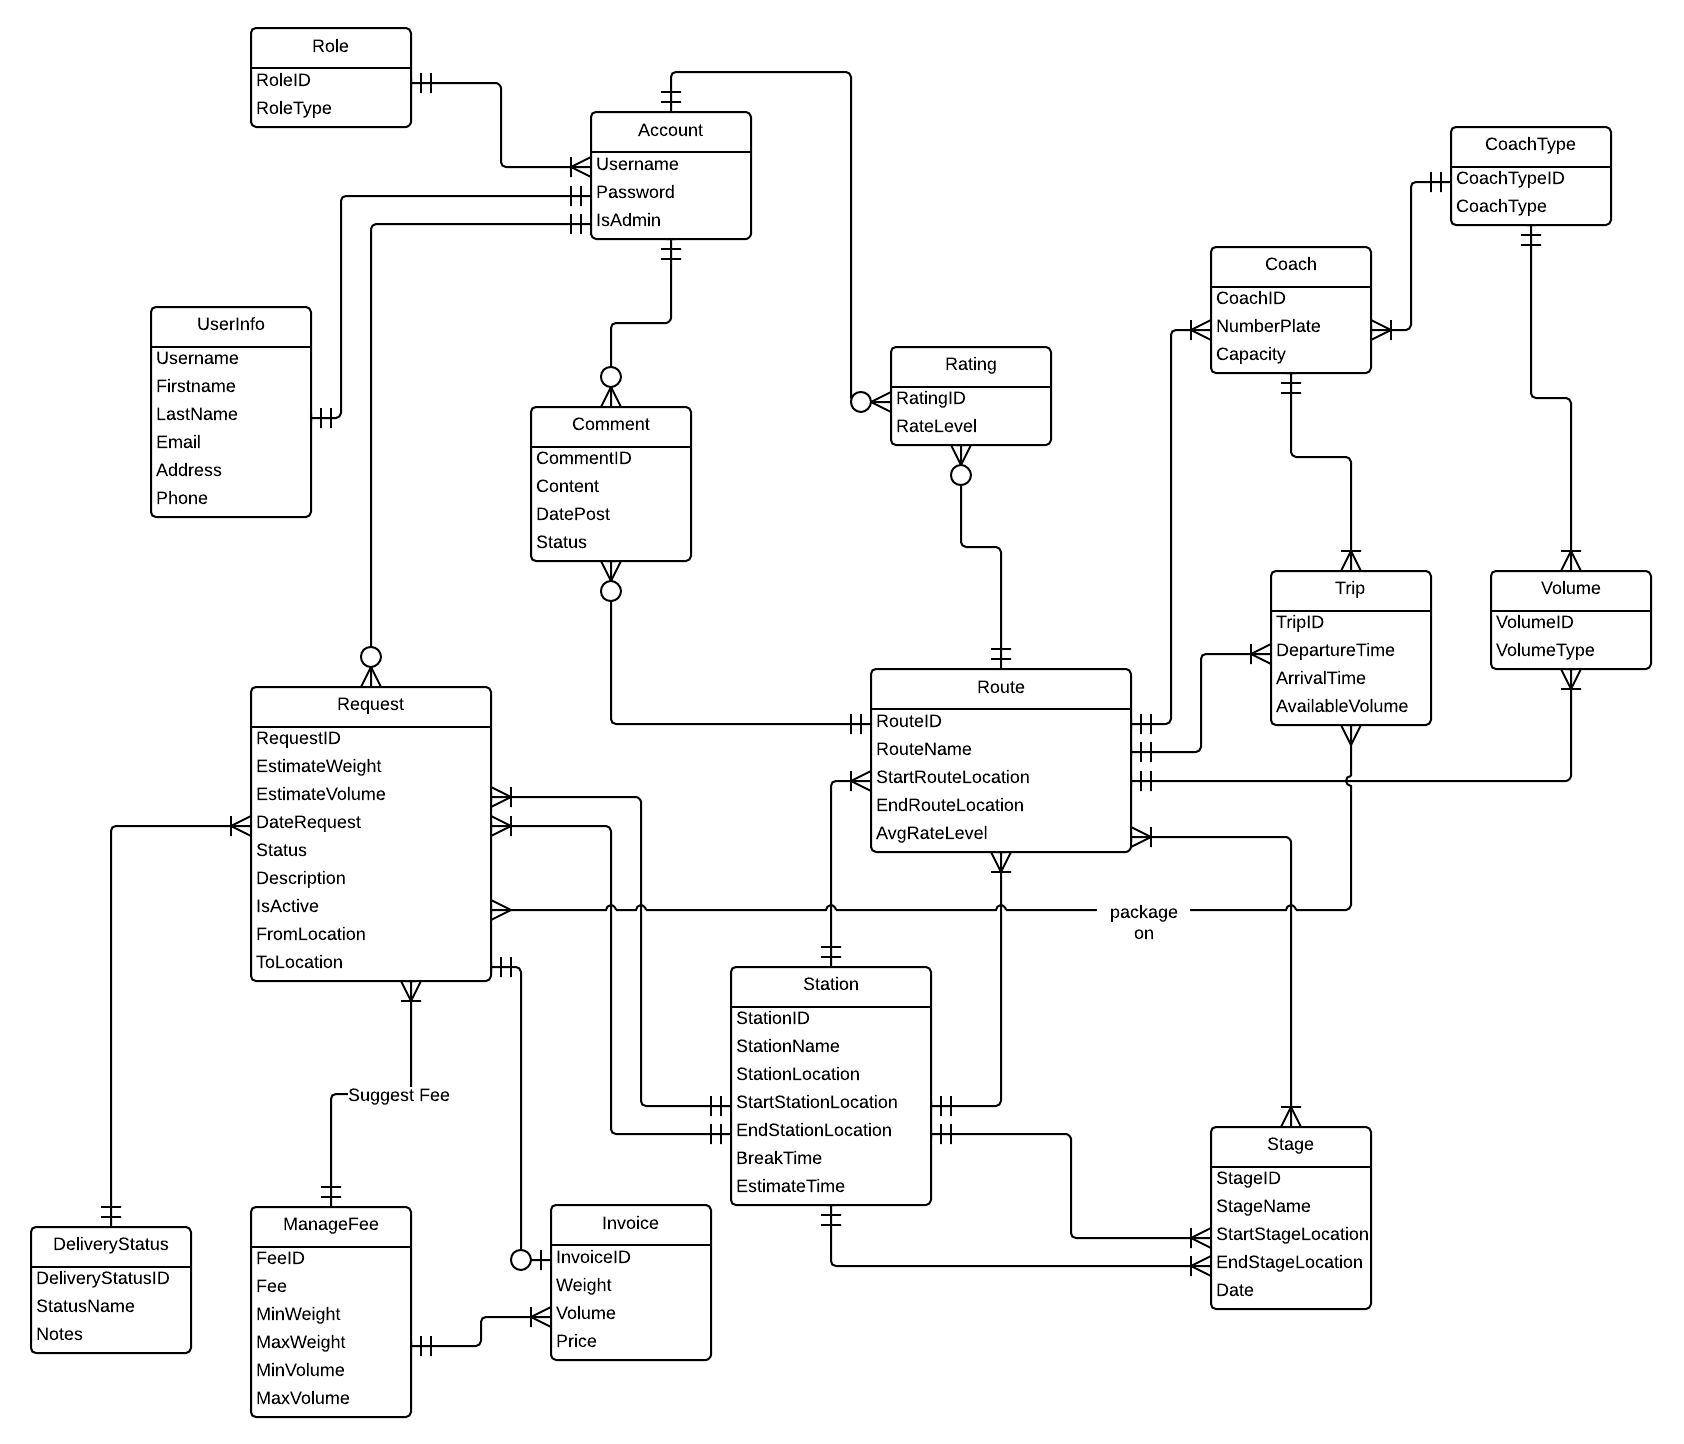 Role
RoleID
RoleType
Account
Username
Password
IsAdmin
CoachType
CoachTypeID
CoachType
Coach
CoachID
NumberPlate
Capacity
UserInfo
Username
Firstname
LastName
Email
Address
Phone
Rating
RatingID
RateLevel
Comment
CommentID
Content
DatePost
Status
Trip
TripID
DepartureTime
ArrivalTime
AvailableVolume
Volume
VolumeID
VolumeType
Request
RequestID
EstimateWeight
EstimateVolume
DateRequest
Status
Description
IsActive
FromLocation
ToLocation
Route
RouteID
RouteName
StartRouteLocation
EndRouteLocation
AvgRateLevel
package
on
Station
StationID
StationName
StationLocation
StartStationLocation
EndStationLocation
BreakTime
EstimateTime
Suggest Fee
Stage
StageID
StageName
StartStageLocation
EndStageLocation
Date
DeliveryStatus
DeliveryStatusID
StatusName
Notes
ManageFee
FeeID
Fee
MinWeight
MaxWeight
MinVolume
MaxVolume
Invoice
InvoiceID
Weight
Volume
Price